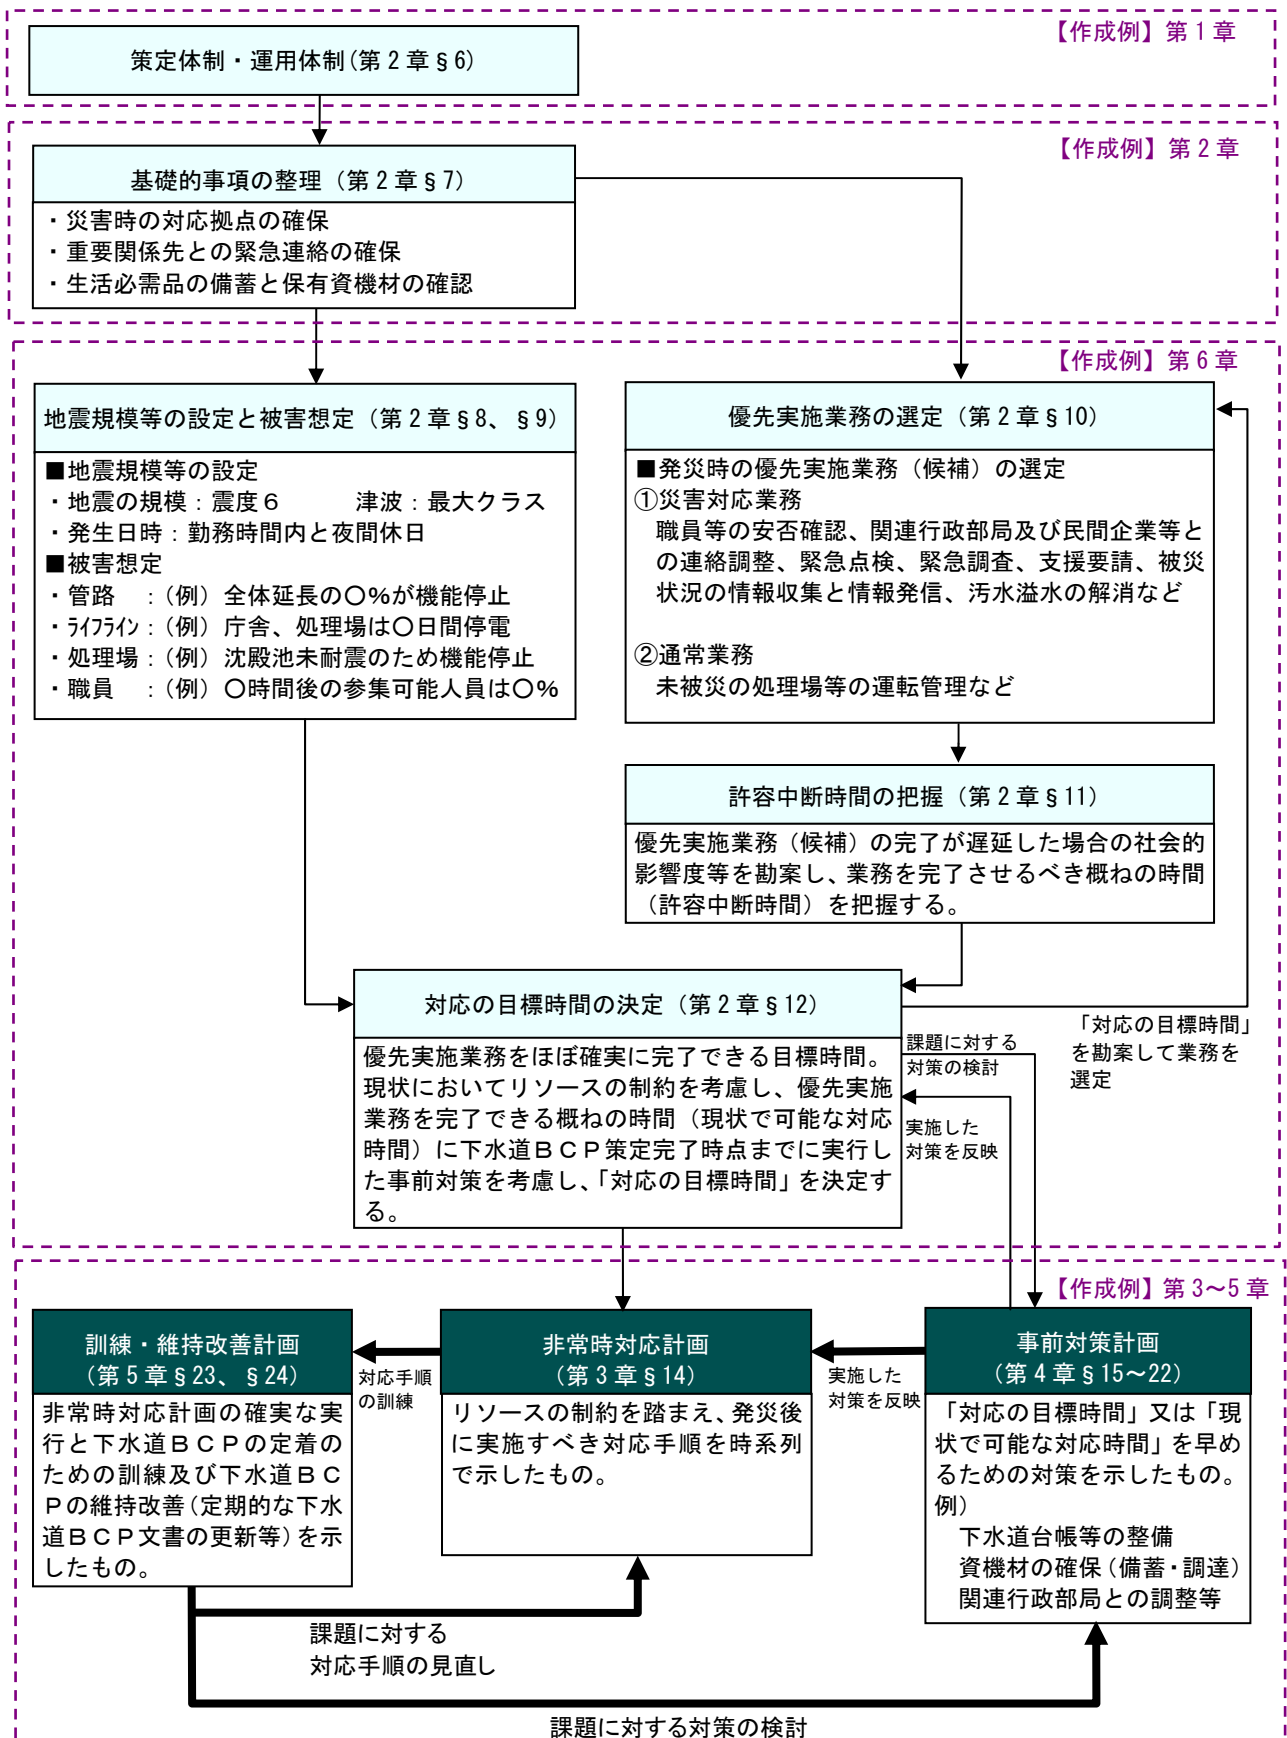 【作成例】第1章
策定体制・運用体制(第2章§6)
【作成例】第2章
基礎的事項の整理（第2章§7）
・災害時の対応拠点の確保
・重要関係先との緊急連絡の確保
・生活必需品の備蓄と保有資機材の確認
【作成例】第6章
地震規模等の設定と被害想定（第2章§8、§9）
■地震規模等の設定
・地震の規模：震度6　　　津波：最大クラス
・発生日時：勤務時間内と夜間休日
■被害想定
・管路　：（例）全体延長の〇%が機能停止
・ﾗｲﾌﾗｲﾝ：（例）庁舎、処理場は〇日間停電
・処理場：（例）沈殿池未耐震のため機能停止
・職員　：（例）〇時間後の参集可能人員は〇%
優先実施業務の選定（第2章§10）
■発災時の優先実施業務（候補）の選定
①災害対応業務
職員等の安否確認、関連行政部局及び民間企業等と
の連絡調整、緊急点検、緊急調査、支援要請、被災
状況の情報収集と情報発信、汚水溢水の解消など
②通常業務
未被災の処理場等の運転管理など
許容中断時間の把握（第2章§11）
優先実施業務（候補）の完了が遅延した場合の社会的
影響度等を勘案し、業務を完了させるべき概ねの時間
（許容中断時間）を把握する。
対応の目標時間の決定（第2章§12）
優先実施業務をほぼ確実に完了できる目標時間。
現状においてリソースの制約を考慮し、優先実施
業務を完了できる概ねの時間（現状で可能な対応
時間）に下水道ＢＣＰ策定完了時点までに実行し
た事前対策を考慮し、「対応の目標時間」を決定す
る。
「対応の目標時間」
を勘案して業務を
選定
課題に対する
対策の検討
実施した
対策を反映
【作成例】第3～5章
訓練・維持改善計画
（第5章§23、§24）
非常時対応計画の確実な実
行と下水道ＢＣＰの定着の
ための訓練及び下水道ＢＣ
Ｐの維持改善（定期的な下水
道ＢＣＰ文書の更新等）を示
したもの。
対応手順
の訓練
非常時対応計画
（第3章§14）
リソースの制約を踏まえ、発災後
に実施すべき対応手順を時系列
で示したもの。
実施した
対策を反映
事前対策計画
（第4章§15～22）
「対応の目標時間」又は「現
状で可能な対応時間」を早め
るための対策を示したもの。
例）
下水道台帳等の整備
資機材の確保（備蓄・調達）
関連行政部局との調整等
課題に対する
対応手順の見直し
課題に対する対策の検討